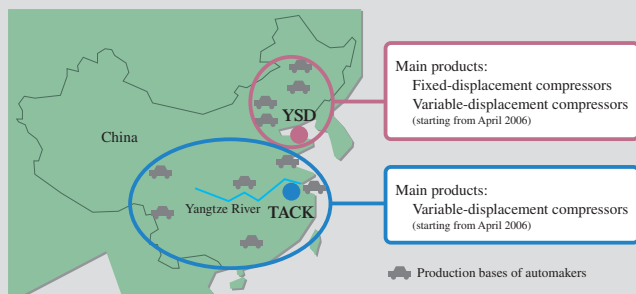 China
YSD
Yangtze River
TACK
Main products:
Fixed-displacement compressors
Variable-displacement compressors
(starting from April 2006)
Main products:
Variable-displacement compressors
(starting from April 2006)
Production bases of automakers